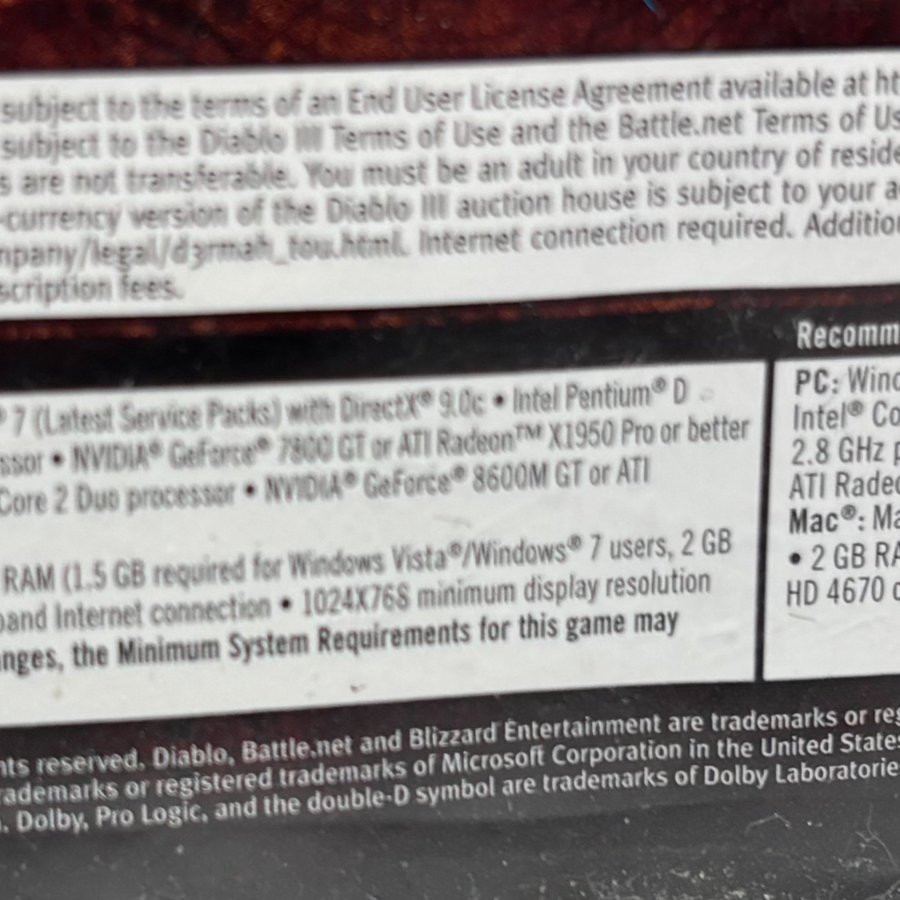 subject to the terms of an End User License Agreement available at ht
subject to the Diablo III Terms of Use and the Battle.net Terms of Us
s are not transferable. You must be an adult in your country of reside
-currency version of the Diablo III auction house is subject to your a
mpany/legal/d3rmah_tou.html. Internet connection required. Addition
scription fees.
Recomm
® 7 (Latest Service Packs) with DirectX® 9.0c • Intel Pentium® D
ssor • NVIDIA® GeForce® 7800 GT or ATI Radeon™ X1950 Pro or better
Core 2 Duo processor • NVIDIA® GeForce® 8600M GT or ATI
RAM (1.5 GB required for Windows Vista®/Windows® 7 users, 2 GB
band Internet connection • 1024X768 minimum display resolution
nges, the Minimum System Requirements for this game may
PC: Wind
Intel® Co
2.8 GHz p
ATI Radeo
Mac®: Ma
• 2 GB RA
HD 4670 o
hts reserved. Diablo, Battle.net and Blizzard Entertainment are trademarks or reg
rademarks or registered trademarks of Microsoft Corporation in the United States
. Dolby, Pro Logic, and the double-D symbol are trademarks of Dolby Laboratorie